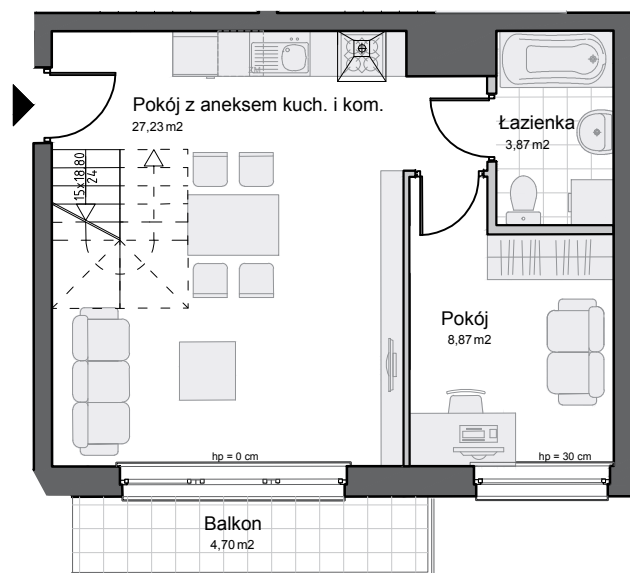 Pokój z aneksem kuch. i kom.
27,23 m2
Łazienka
3,87 m2
15x18.80
24
Pokój
8,87 m2
hp = 0 cm
hp = 30 cm
Balkon
4,70 m2